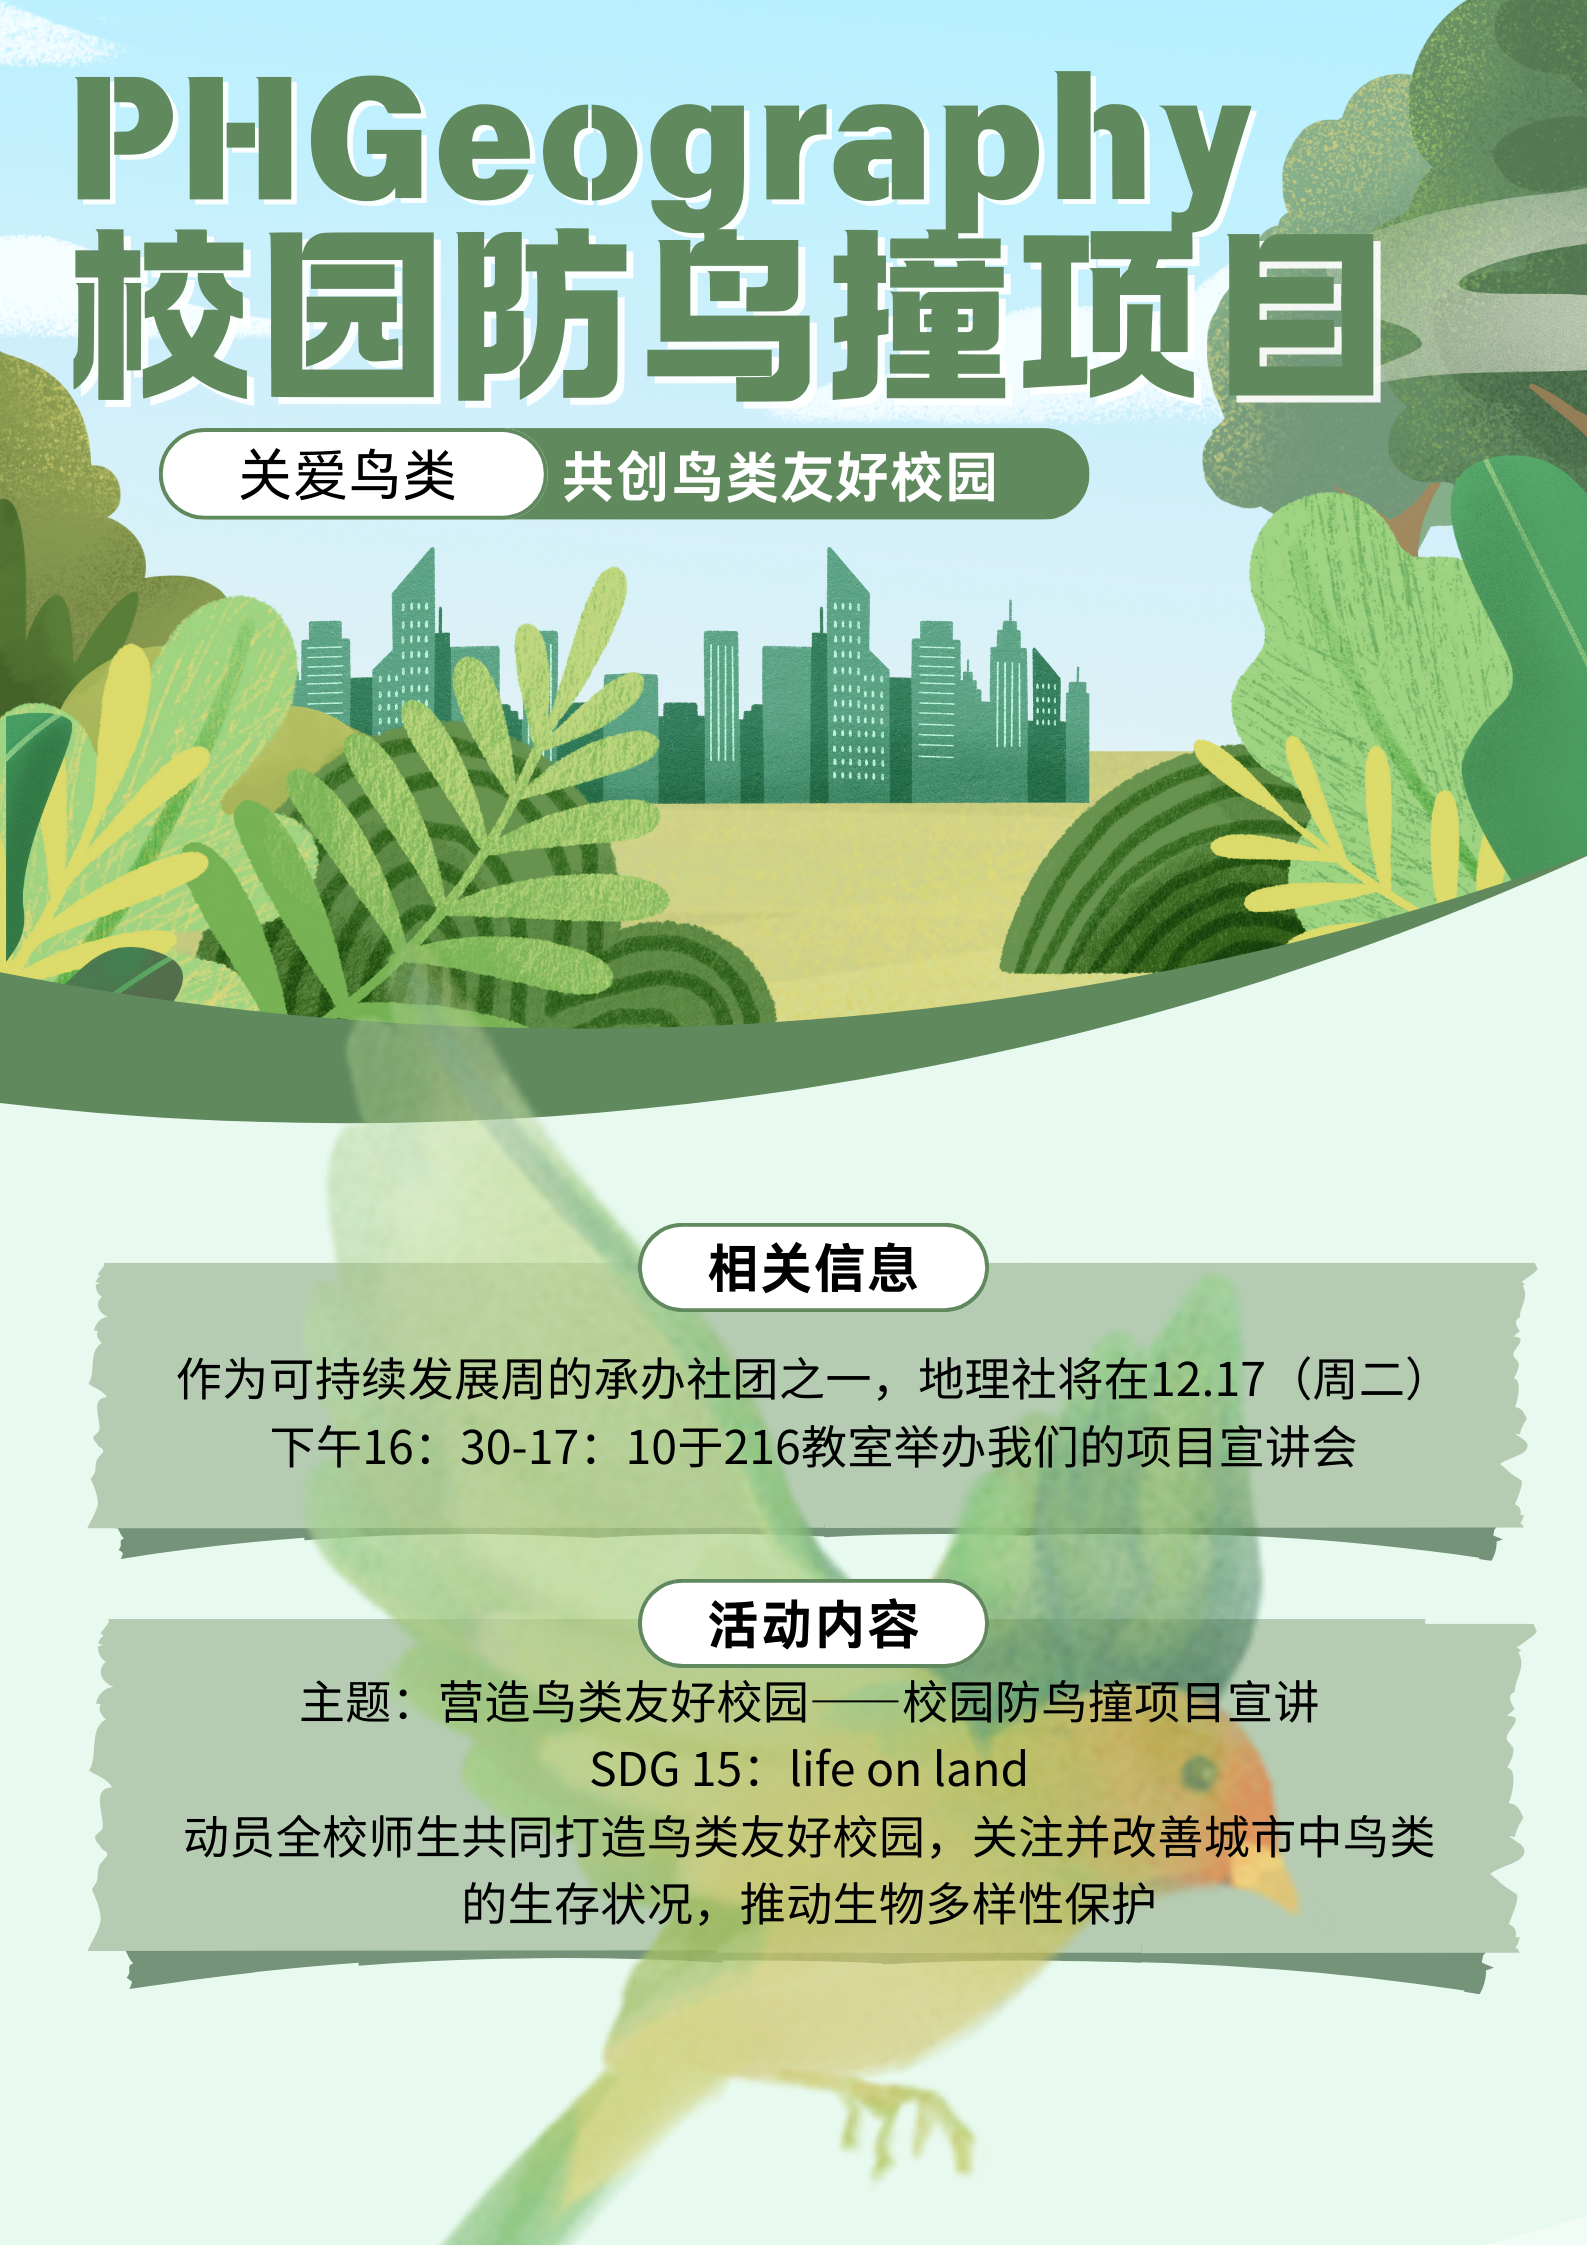 PHGeography
校园防鸟撞项目
关爱鸟类 共创鸟类友好校园
相关信息
作为可持续发展周的承办社团之一，地理社将在12.17（周二）
下午16：30-17：10于216教室举办我们的项目宣讲会
活动内容
主题：营造鸟类友好校园——校园防鸟撞项目宣讲
SDG 15：life on land
动员全校师生共同打造鸟类友好校园，关注并改善城市中鸟类
的生存状况，推动生物多样性保护